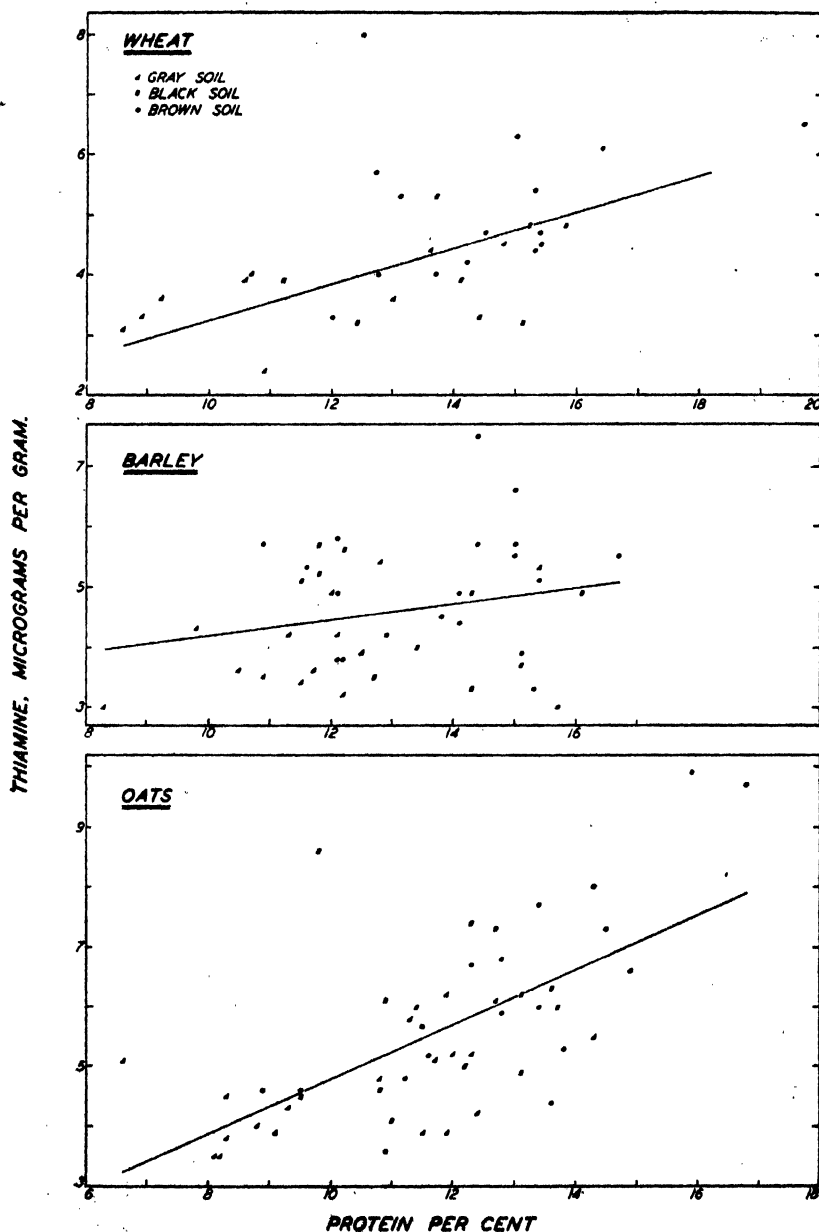 WHEAT
GRAY SOIL
BLACK SOIL
BROWN SOIL
8
6
4
2
8 10 12 14 16 18 20
BARLEY
7
5
3
8 10 12 14 16
OATS
9
7
5
3
6 8 10 12 14 16 18
THIAMINE, MICROGRAMS PER GRAM.
PROTEIN PER CENT